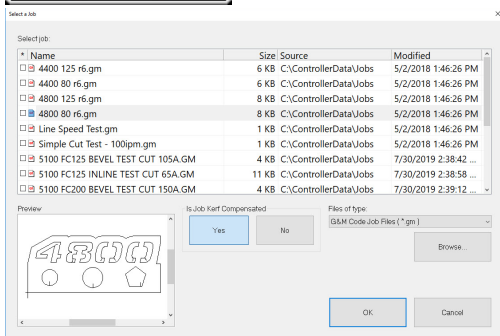 Select a Job
Select job:
* Name Size Source Modified
4400 125 r6.gm 6 KB C:\ControllerData\Jobs 5/2/2018 1:46:26 PM
4400 80 r6.gm 6 KB C:\ControllerData\Jobs 5/2/2018 1:46:26 PM
4800 125 r6.gm 8 KB C:\ControllerData\Jobs 5/2/2018 1:46:26 PM
4800 80 r6.gm 8 KB C:\ControllerData\Jobs 5/2/2018 1:46:26 PM
Line Speed Test.gm 1 KB C:\ControllerData\Jobs 5/2/2018 1:46:26 PM
Simple Cut Test - 100ipm.gm 1 KB C:\ControllerData\Jobs 5/2/2018 1:46:26 PM
5100 FC125 BEVEL TEST CUT 105A.GM 4 KB C:\ControllerData\Jobs 7/30/2019 2:38:42 ...
5100 FC125 INLINE TEST CUT 65A.GM 11 KB C:\ControllerData\Jobs 7/30/2019 2:38:58 ...
5100 FC200 BEVEL TEST CUT 150A.GM 4 KB C:\ControllerData\Jobs 7/30/2019 2:39:12 ...
Preview Is Job Kerf Compensated Files of type:
Yes No G&M Code Job Files ( *.gm )
Browse...
4800
OK Cancel